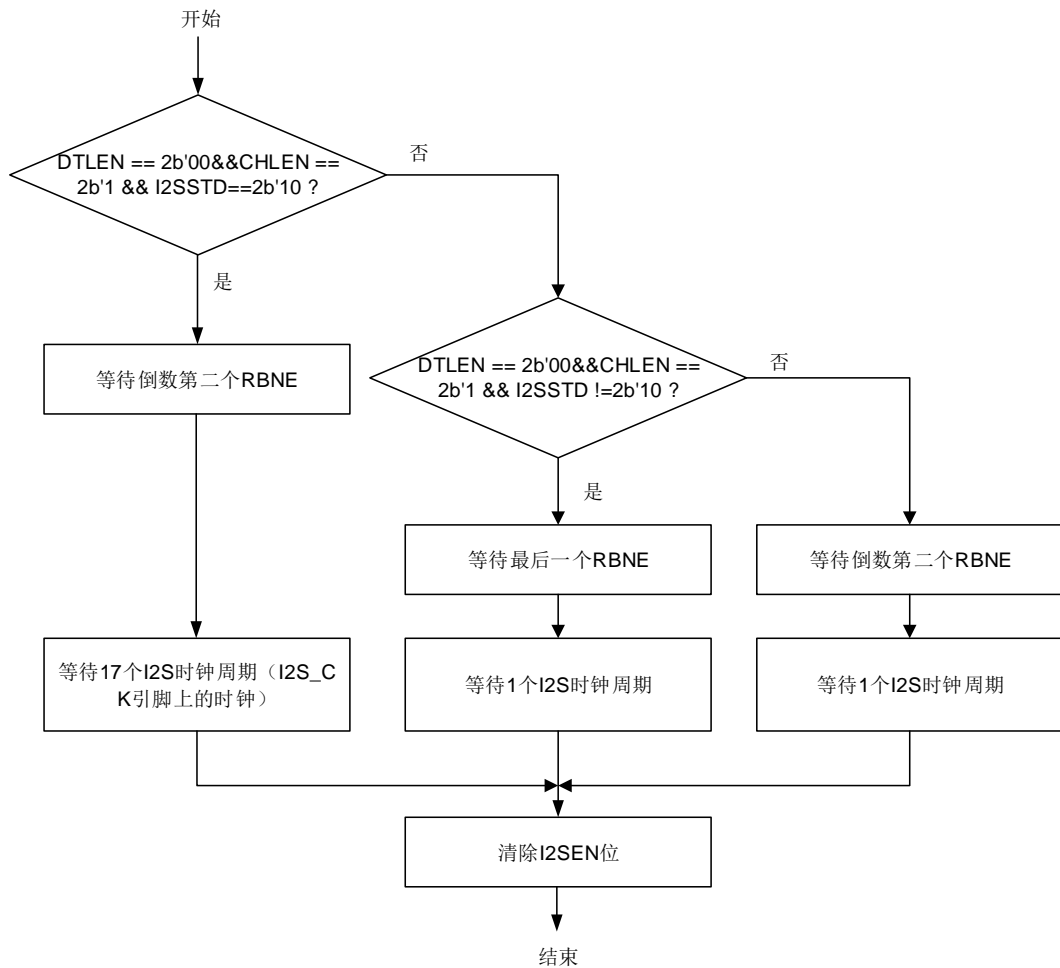 开始
DTLEN == 2b'00&&CHLEN ==
2b'1 && I2SSTD==2b'10 ?
否
是
DTLEN == 2b'00&&CHLEN ==
2b'1 && I2SSTD !=2b'10 ?
否
等待倒数第二个RBNE
是
等待最后一个RBNE
等待倒数第二个RBNE
等待17个I2S时钟周期（I2S_C
K引脚上的时钟）
等待1个I2S时钟周期
等待1个I2S时钟周期
清除I2SEN位
结束